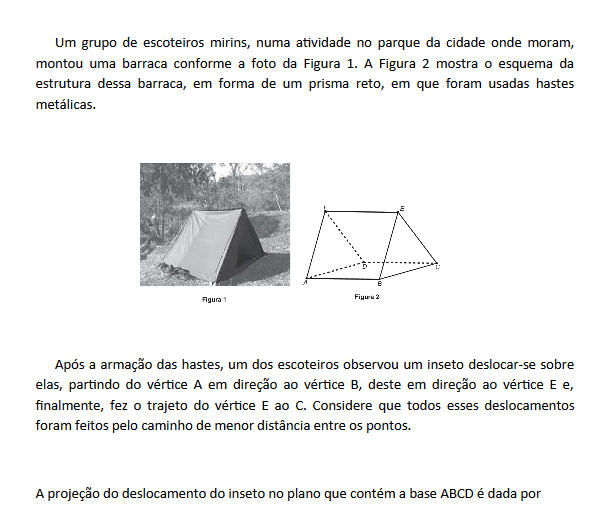 Um grupo de escoteiros mirins, numa atividade no parque da cidade onde moram,
montou uma barraca conforme a foto da Figura 1. A Figura 2 mostra o esquema da
estrutura dessa barraca, em forma de um prisma reto, em que foram usadas hastes
metálicas.
E
D
C
A
B
Figura 1
Figura 2
Após a armação das hastes, um dos escoteiros observou um inseto deslocar-se sobre
elas, partindo do vértice A em direção ao vértice B, deste em direção ao vértice E e,
finalmente, fez o trajeto do vértice E ao C. Considere que todos esses deslocamentos
foram feitos pelo caminho de menor distância entre os pontos.
A projeção do deslocamento do inseto no plano que contém a base ABCD é dada por